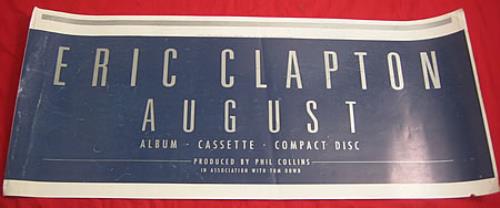 ERIC CLAPTON
AUGUST
ALBUM · CASSETTE · COMPACT DISC
PRODUCED BY PHIL COLLINS
IN ASSOCIATION WITH TOM DOWD